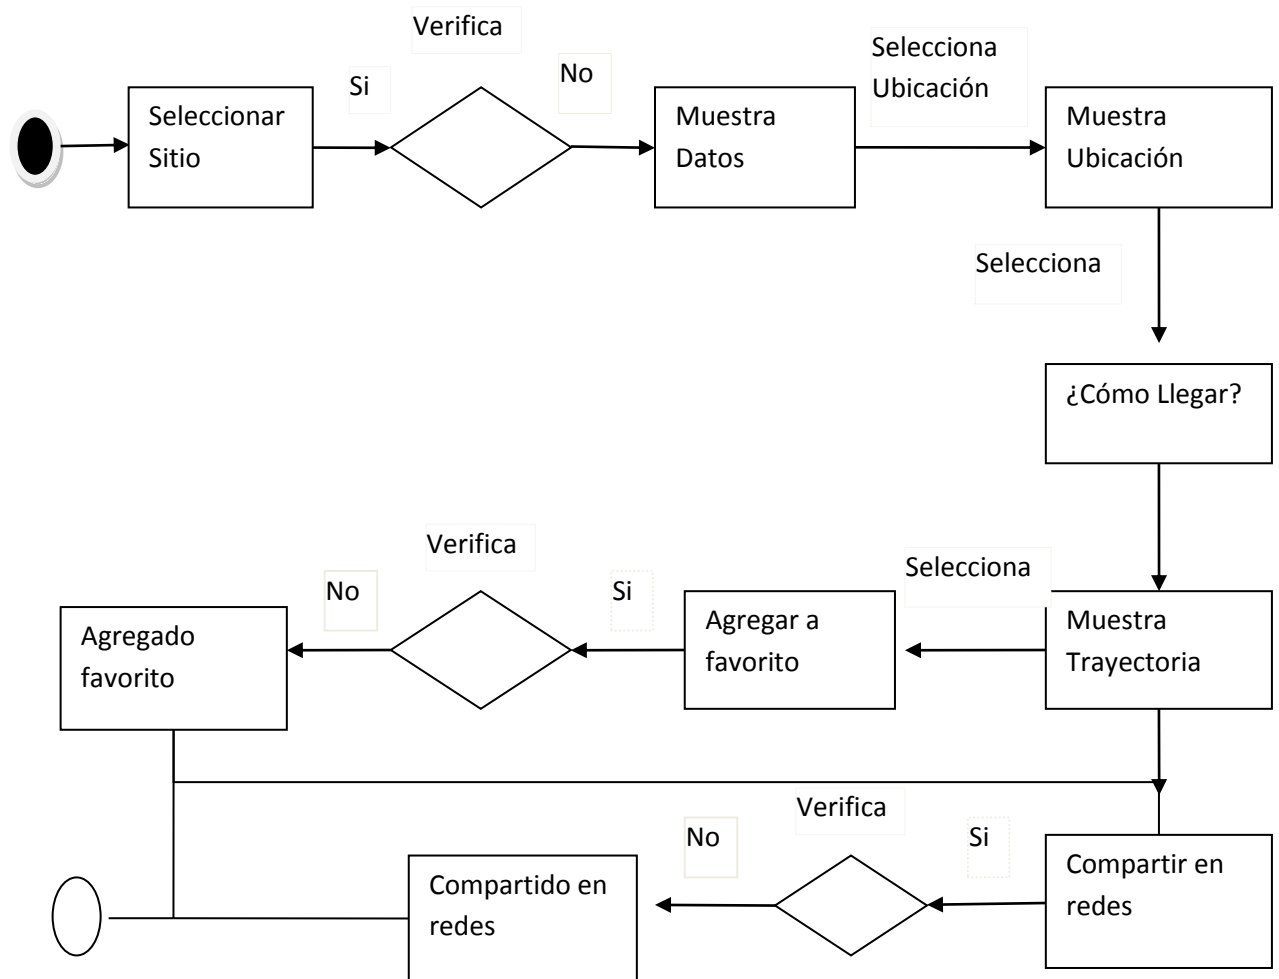 Verifica
Si
No
Selecciona
Ubicación
Seleccionar
Sitio
Muestra
Datos
Muestra
Ubicación
Selecciona
¿Cómo Llegar?
Verifica
No
Si
Selecciona
Agregado
favorito
Agregar a
favorito
Muestra
Trayectoria
Verifica
No
Si
Compartido en
redes
Compartir en
redes